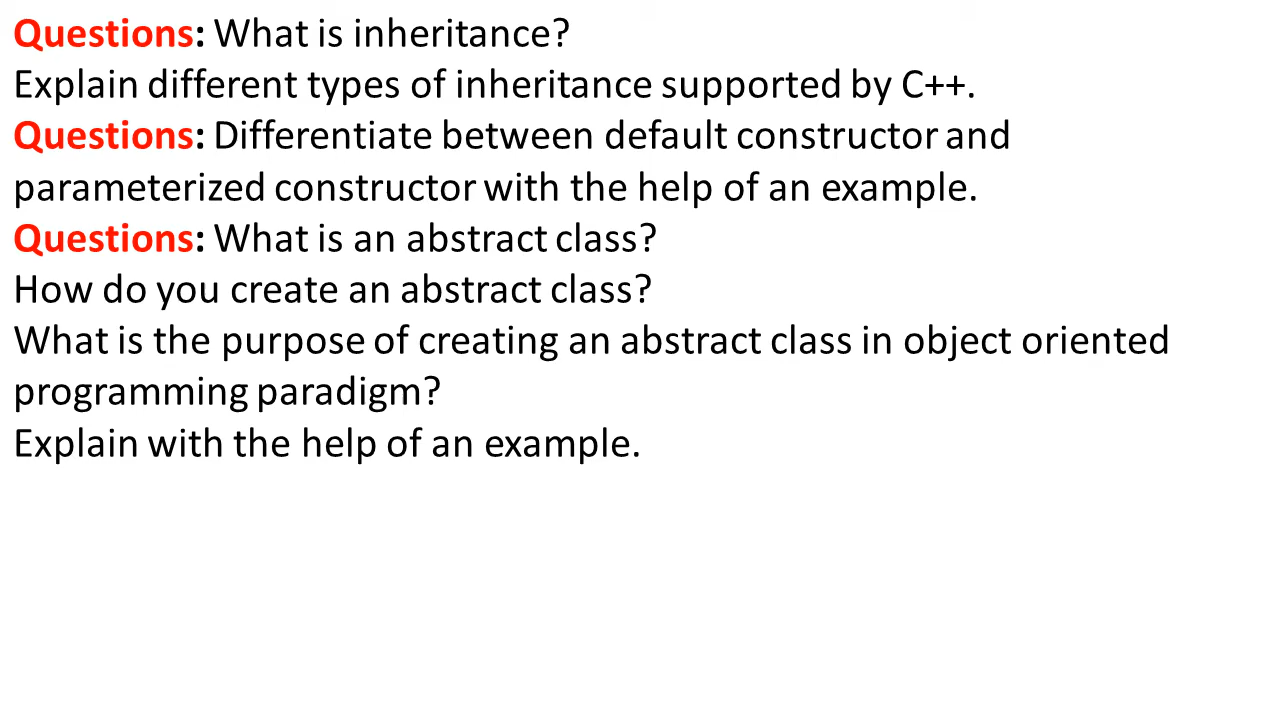 Questions: What is inheritance?
Explain different types of inheritance supported by C++.
Questions: Differentiate between default constructor and
parameterized constructor with the help of an example.
Questions: What is an abstract class?
How do you create an abstract class?
What is the purpose of creating an abstract class in object oriented
programming paradigm?
Explain with the help of an example.